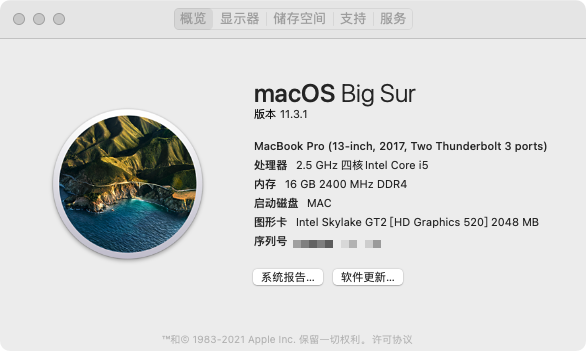 概览 显示器 储存空间 支持 服务
macOS Big Sur
版本 11.3.1
MacBook Pro (13-inch, 2017, Two Thunderbolt 3 ports)
处理器 2.5 GHz 四核Intel Core i5
内存 16 GB 2400 MHz DDR4
启动磁盘 MAC
图形卡 Intel Skylake GT2 [HD Graphics 520] 2048 MB
序列号
系统报告... 软件更新...
™和© 1983-2021 Apple Inc. 保留一切权利。许可协议